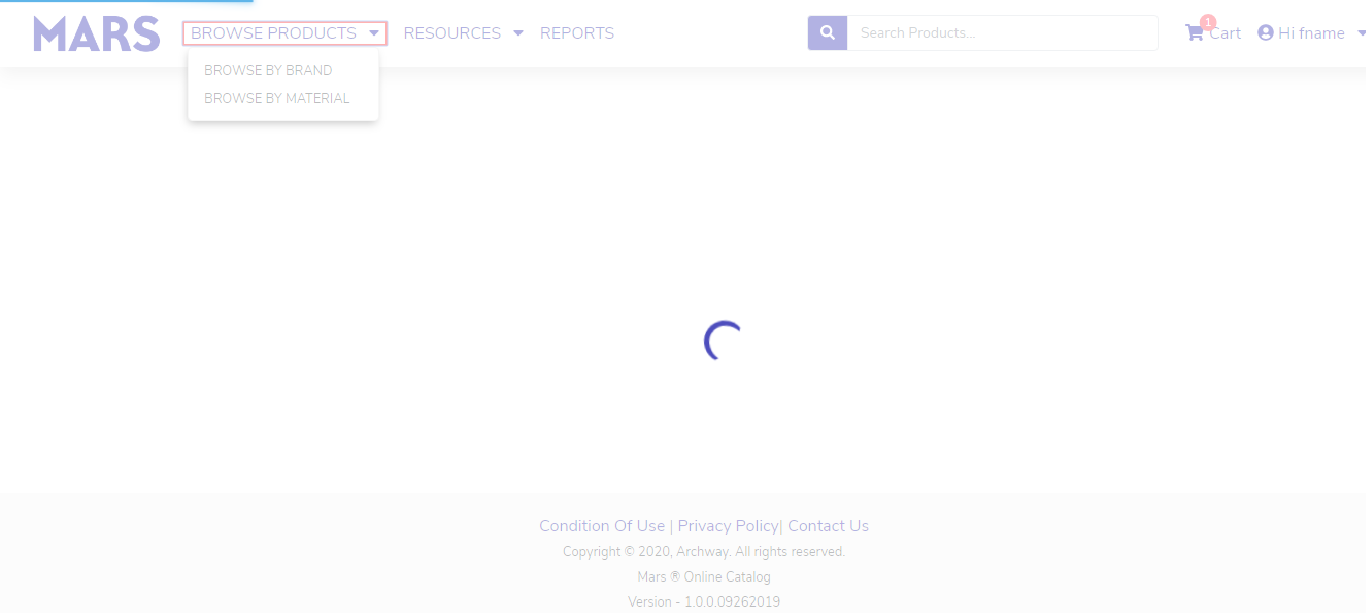 MARS
BROWSE PRODUCTS
RESOURCES
REPORTS
Search Products...
1
Cart
Hi fname
BROWSE BY BRAND
BROWSE BY MATERIAL
Condition Of Use | Privacy Policy| Contact Us
Copyright © 2020, Archway. All rights reserved.
Mars ® Online Catalog
Version - 1.0.0.09262019